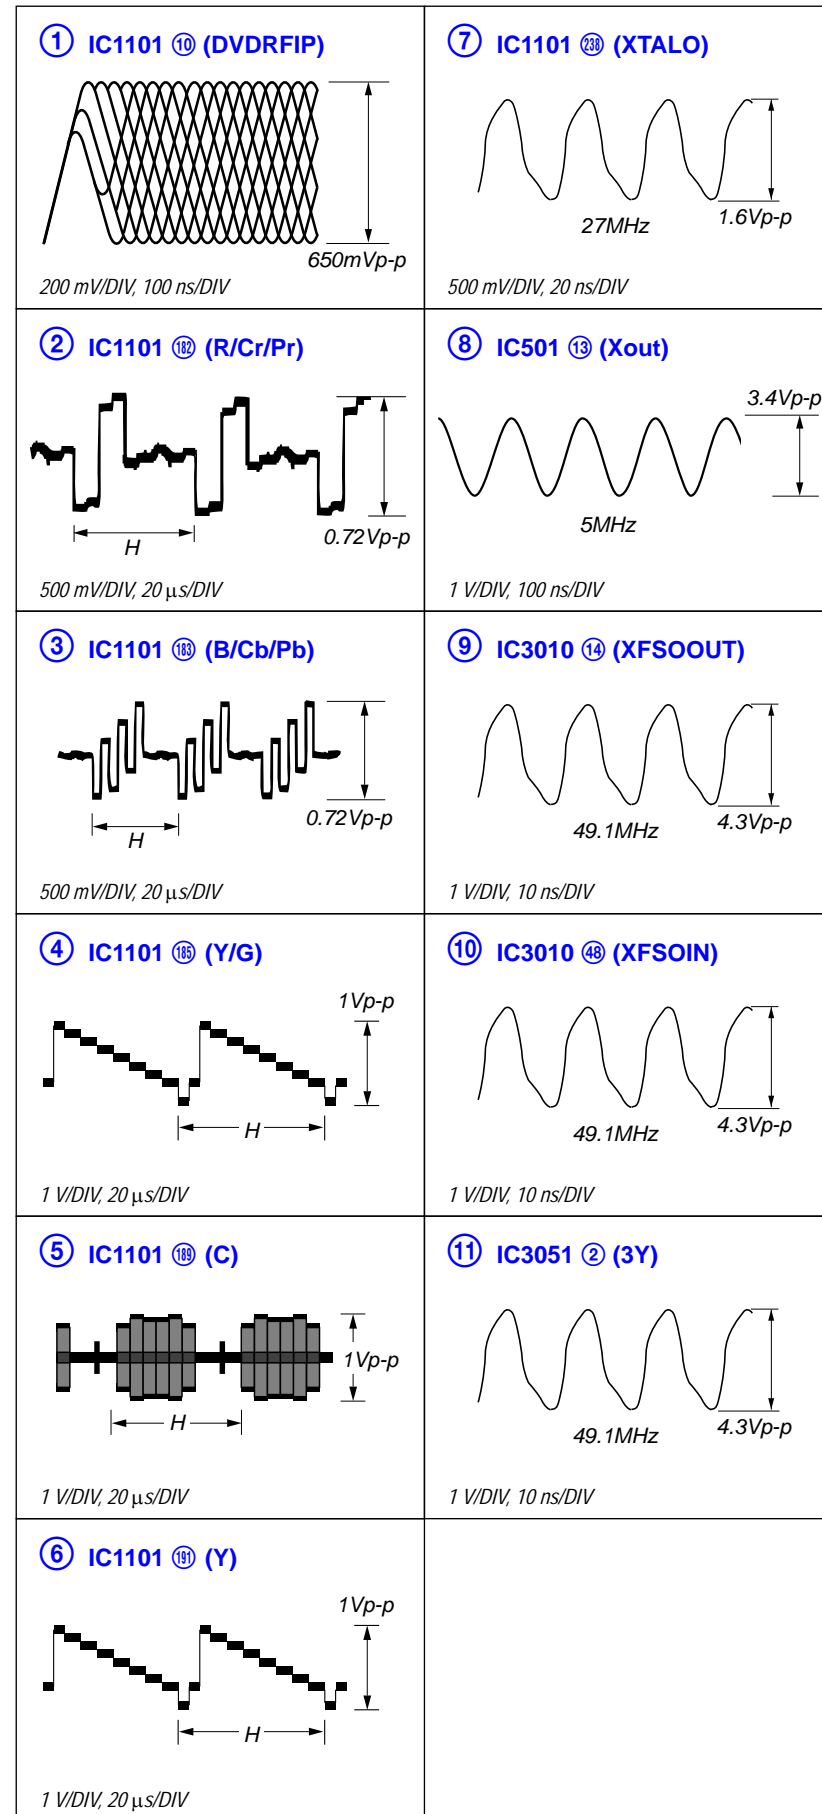 ① IC1101 ⑩ (DVDRFIP)
650mVp-p
200 mV/DIV, 100 ns/DIV
② IC1101 182 (R/Cr/Pr)
H
0.72Vp-p
500 mV/DIV, 20 µs/DIV
③ IC1101 183 (B/Cb/Pb)
H
0.72Vp-p
500 mV/DIV, 20 µs/DIV
④ IC1101 185 (Y/G)
1Vp-p
H
1 V/DIV, 20 µs/DIV
⑤ IC1101 189 (C)
1Vp-p
H
1 V/DIV, 20 µs/DIV
⑥ IC1101 191 (Y)
1Vp-p
H
1 V/DIV, 20 µs/DIV
⑦ IC1101 238 (XTALO)
27MHz
1.6Vp-p
500 mV/DIV, 20 ns/DIV
⑧ IC501 ⑬ (Xout)
3.4Vp-p
5MHz
1 V/DIV, 100 ns/DIV
⑨ IC3010 ⑭ (XFSOOUT)
49.1MHz
4.3Vp-p
1 V/DIV, 10 ns/DIV
⑩ IC3010 ㊽ (XFSOIN)
49.1MHz
4.3Vp-p
1 V/DIV, 10 ns/DIV
⑪ IC3051 ② (3Y)
49.1MHz
4.3Vp-p
1 V/DIV, 10 ns/DIV